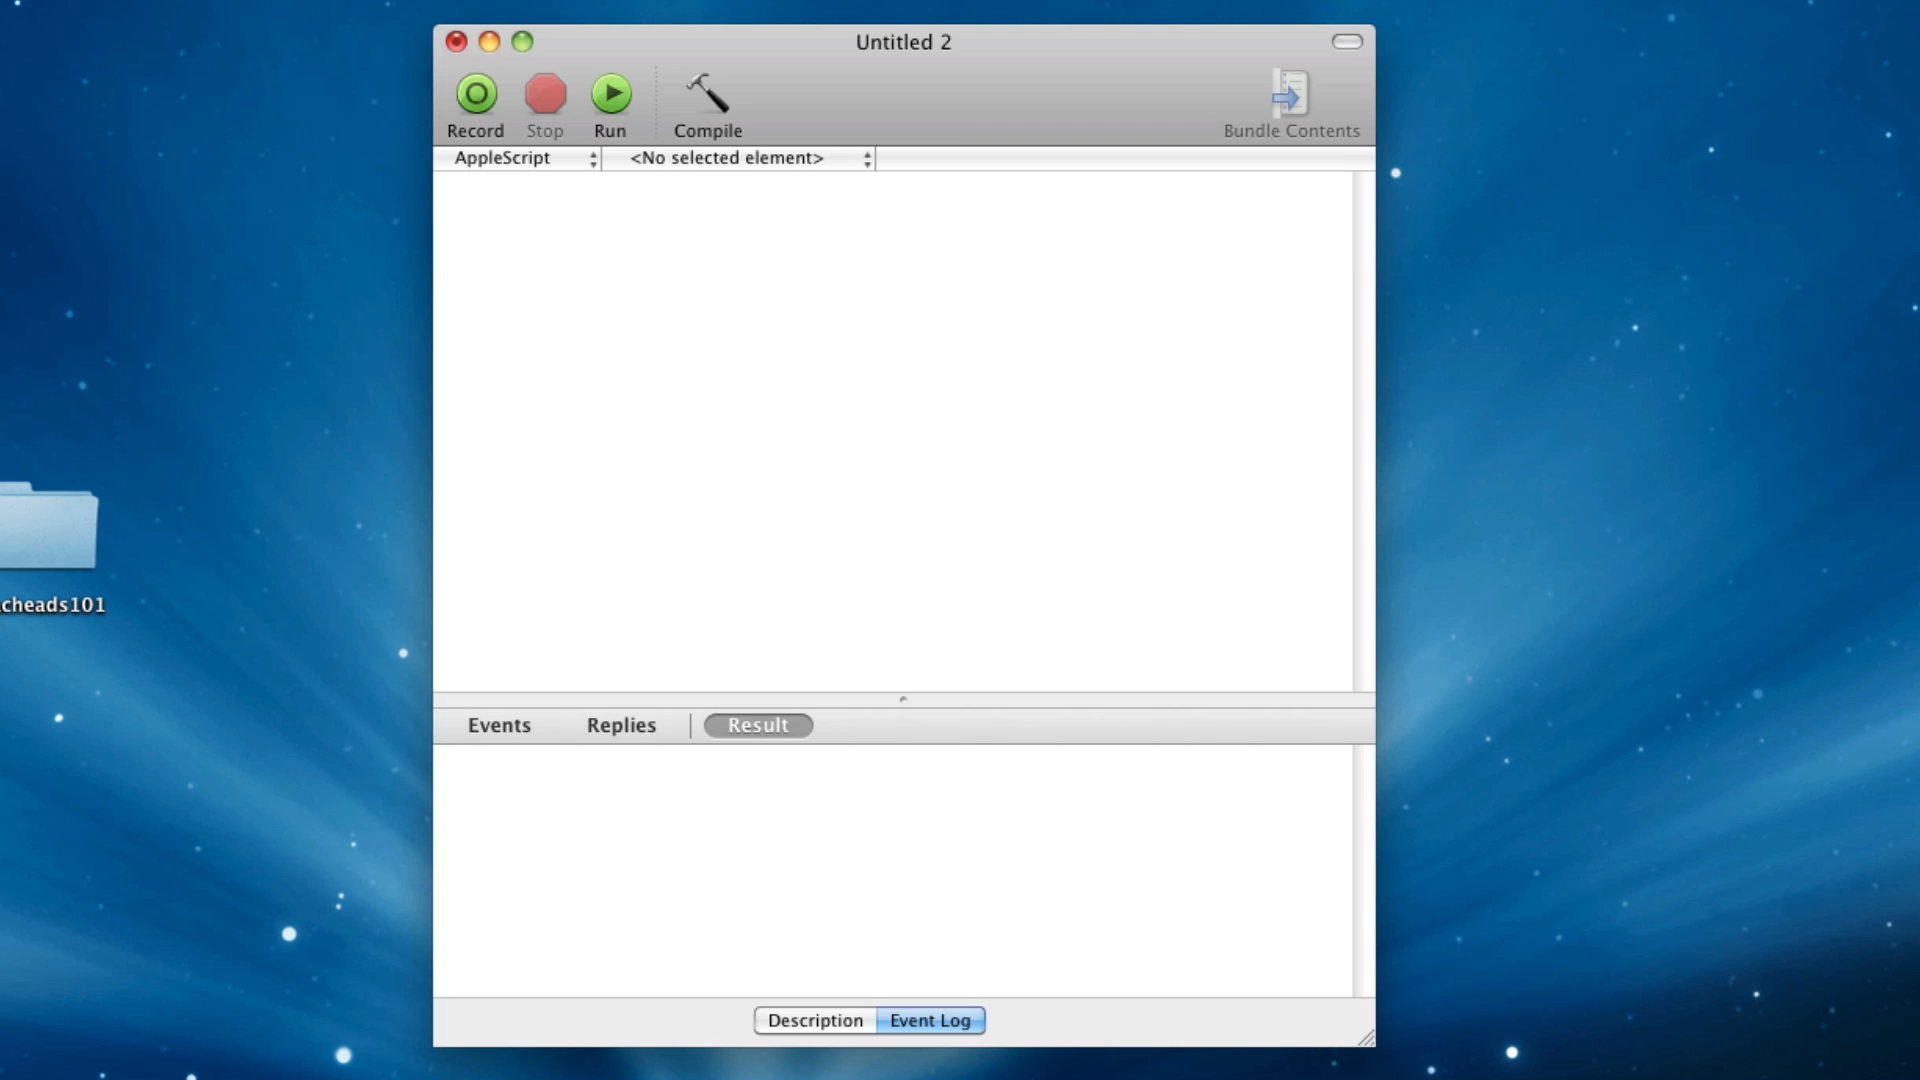 Untitled 2
Record Stop Run Compile Bundle Contents
AppleScript <No selected element>
cheads101
Events Replies Result
Description Event Log